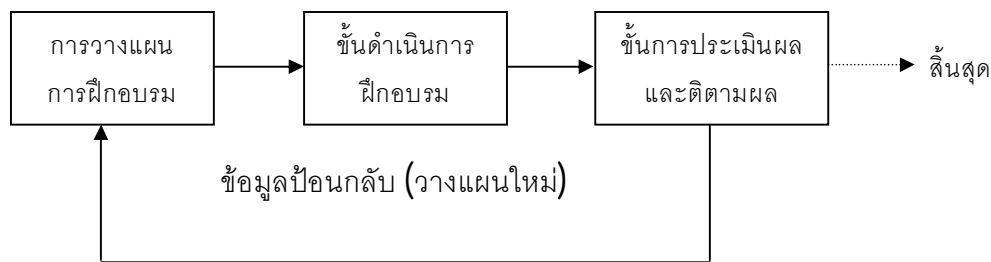 การวางแผน
การฝึกอบรม
ขั้นดำเนินการ
ฝึกอบรม
ขั้นการประเมินผล
และติตามผล
สิ้นสุด
ข้อมูลป้อนกลับ (วางแผนใหม่)